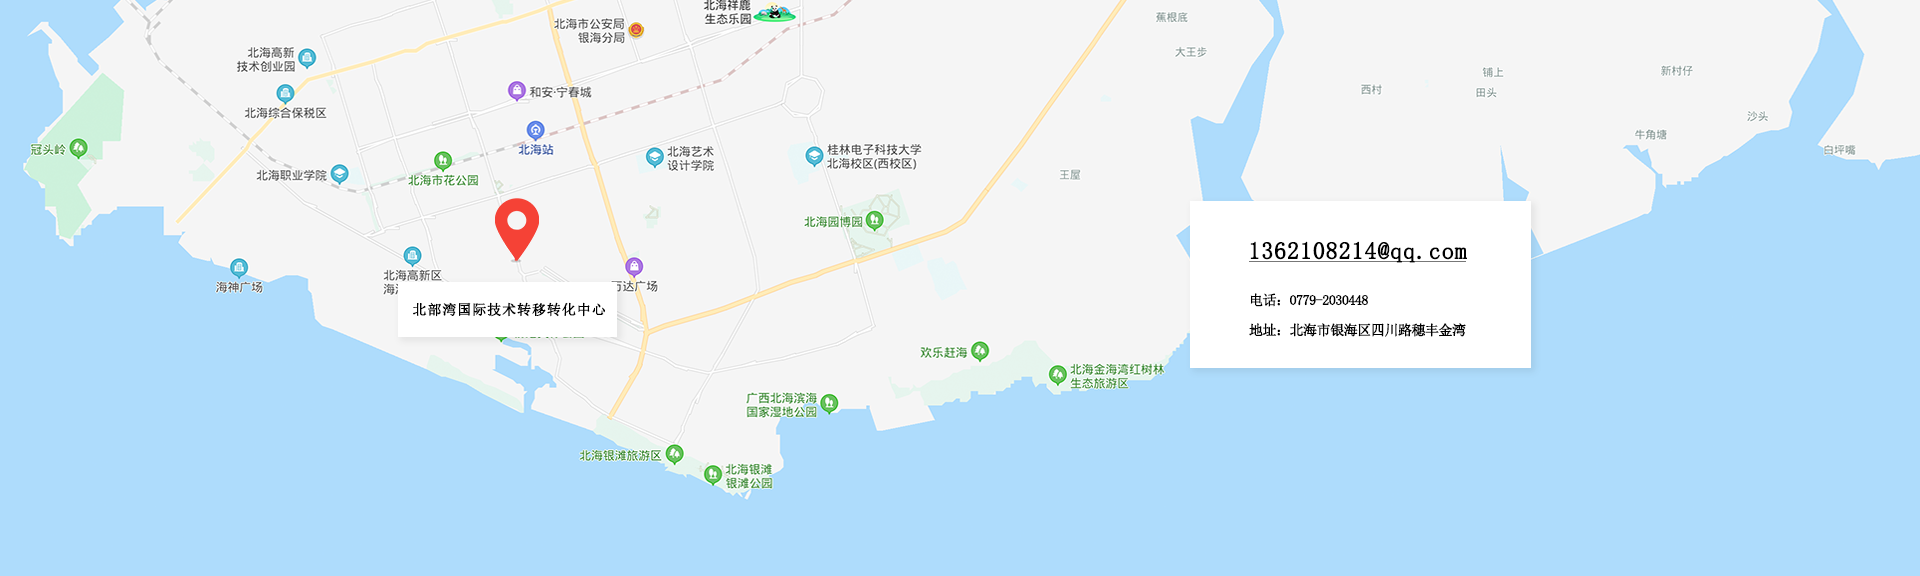 北海祥鹿
生态乐园
北海市公安局
银海分局
蕉根底
大王步
北海高新
技术创业园
铺上
新村仔
和安·宁春城
西村
田头
北海综合保税区
沙头
牛角塘
冠头岭
北海站
北海艺术
设计学院
桂林电子科技大学
北海校区(西校区)
白坪嘴
北海职业学院
北海市花公园
王屋
北海园博园
1362108214@qq.com
北海高新区
海神广场
万达广场
电话：0779-2030448
北部湾国际技术转移转化中心
地址：北海市银海区四川路穗丰金湾
欢乐赶海
北海金海湾红树林
生态旅游区
广西北海滨海
国家湿地公园
北海银滩旅游区
北海银滩
银滩公园